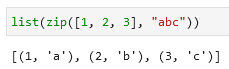 list(zip([1, 2, 3], "abc"))
[(1, 'a'), (2, 'b'), (3, 'c')]